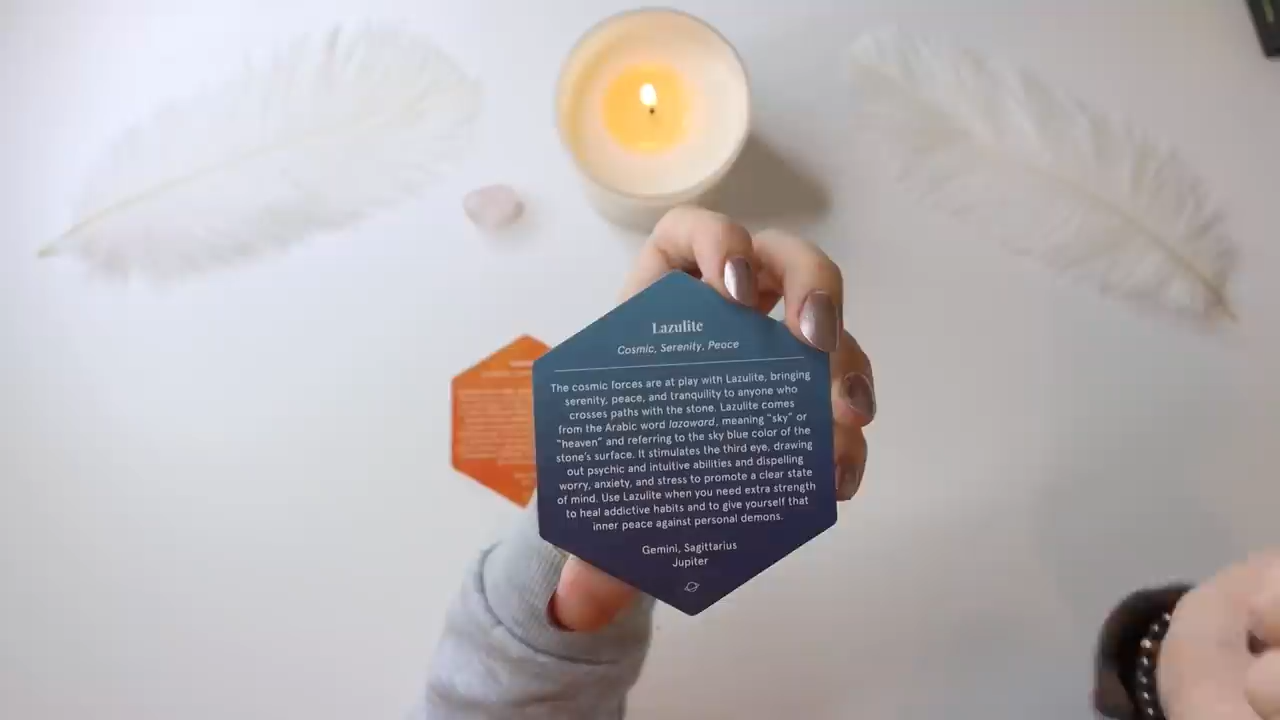 Lazulite
Cosmic, Serenity, Peace
The cosmic forces are at play with Lazulite, bringing
serenity, peace, and tranquility to anyone who
crosses paths with the stone. Lazulite comes
from the Arabic word lazaward, meaning “sky” or
“heaven” and referring to the sky blue color of the
stone’s surface. It stimulates the third eye, drawing
out psychic and intuitive abilities and dispelling
worry, anxiety, and stress to promote a clear state
of mind. Use Lazulite when you need extra strength
to heal addictive habits and to give yourself that
inner peace against personal demons.
Gemini, Sagittarius
Jupiter